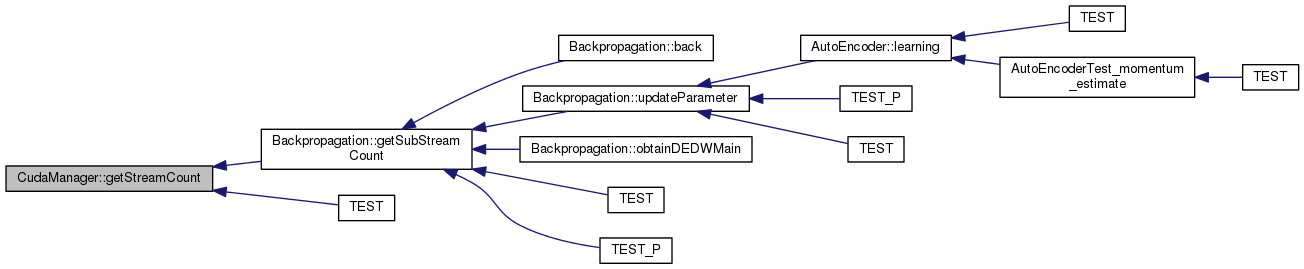 TEST
Backpropagation::back
AutoEncoder::learning
AutoEncoderTest_momentum
_estimate
TEST
Backpropagation::updateParameter
TEST_P
Backpropagation::getSubStream
Count
Backpropagation::obtainDEDWMain
TEST
CudaManager::getStreamCount
TEST
TEST
TEST_P